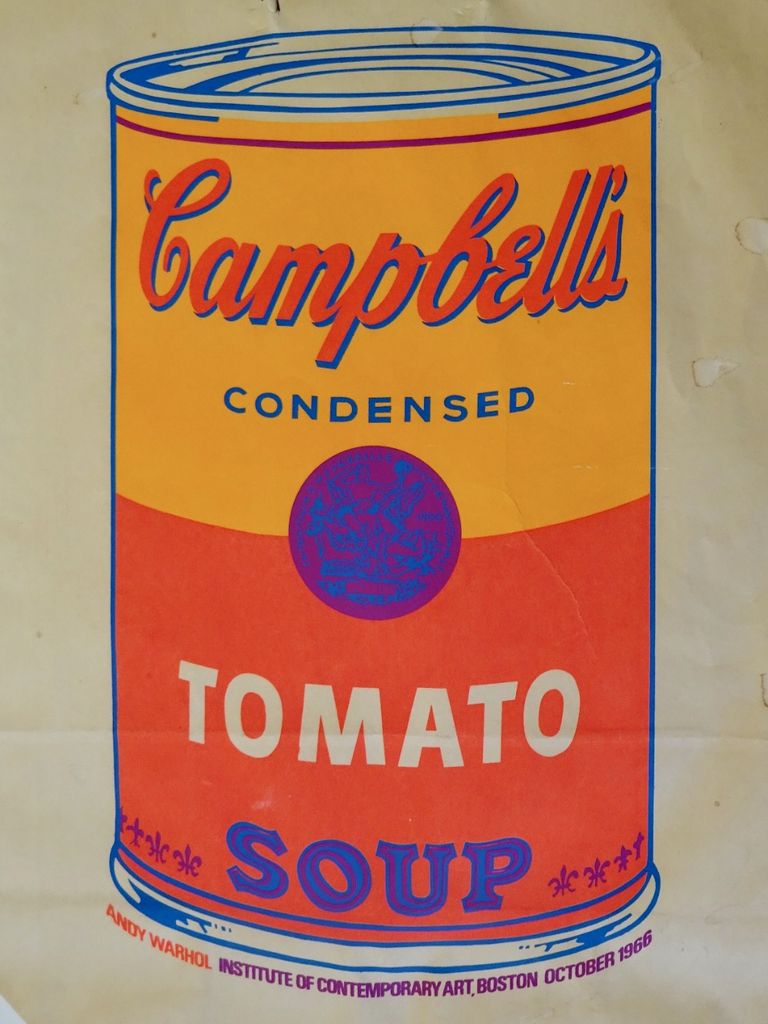 Campbell's
CONDENSED
TOMATO
SOUP
ANDY WARHOL INSTITUTE OF CONTEMPORARY ART, BOSTON OCTOBER 1966